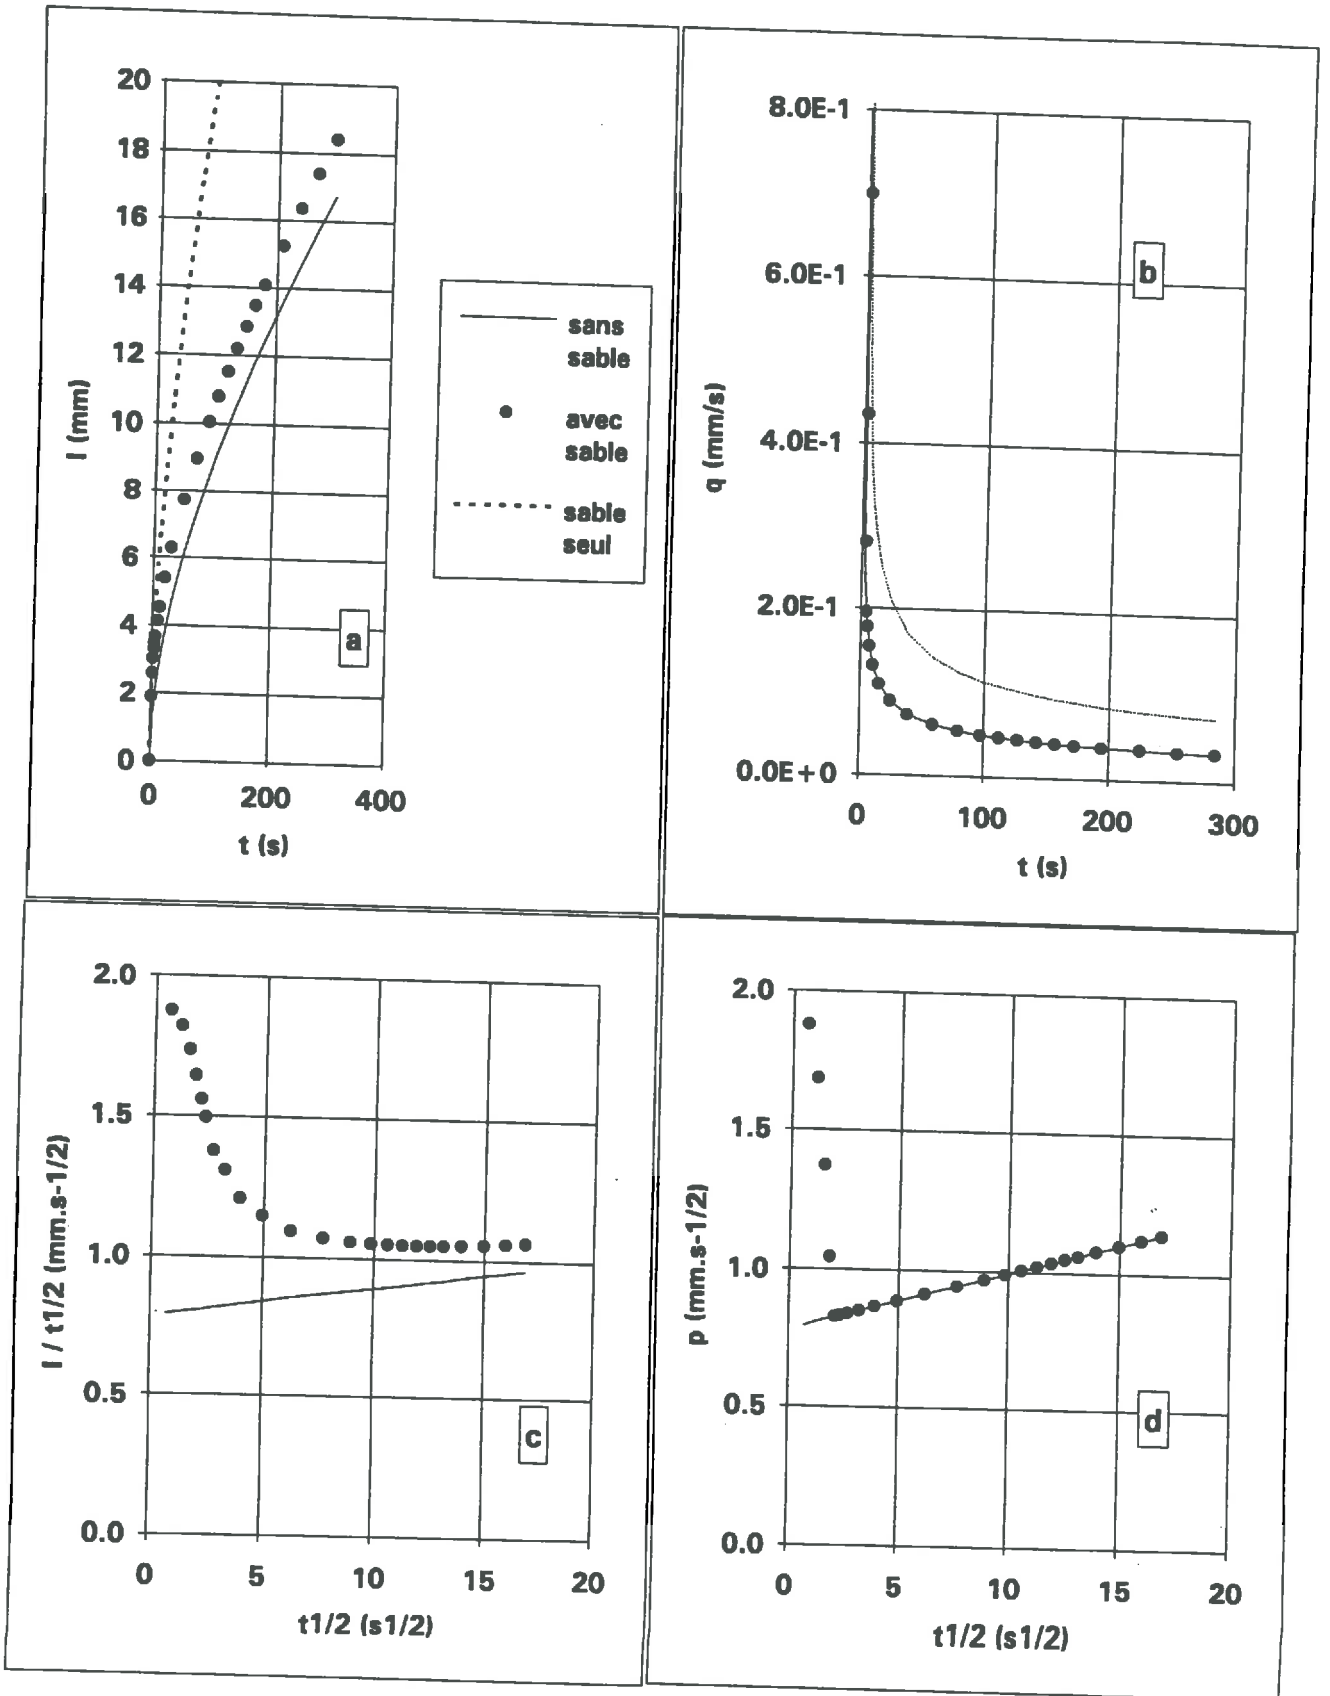 20
18
16
14
12
10
8
6
4
2
0
I (mm)
0 200 400
t (s)
a
sans
sable
avec
sable
sable
seul
8.0E-1
6.0E-1
4.0E-1
2.0E-1
0.0E+0
q (mm/s)
b
0 100 200 300
t (s)
2.0
1.5
1.0
0.5
0.0
I / t1/2 (mm.s-1/2)
c
0 5 10 15 20
t1/2 (s1/2)
2.0
1.5
1.0
0.5
0.0
p (mm.s-1/2)
d
0 5 10 15 20
t1/2 (s1/2)